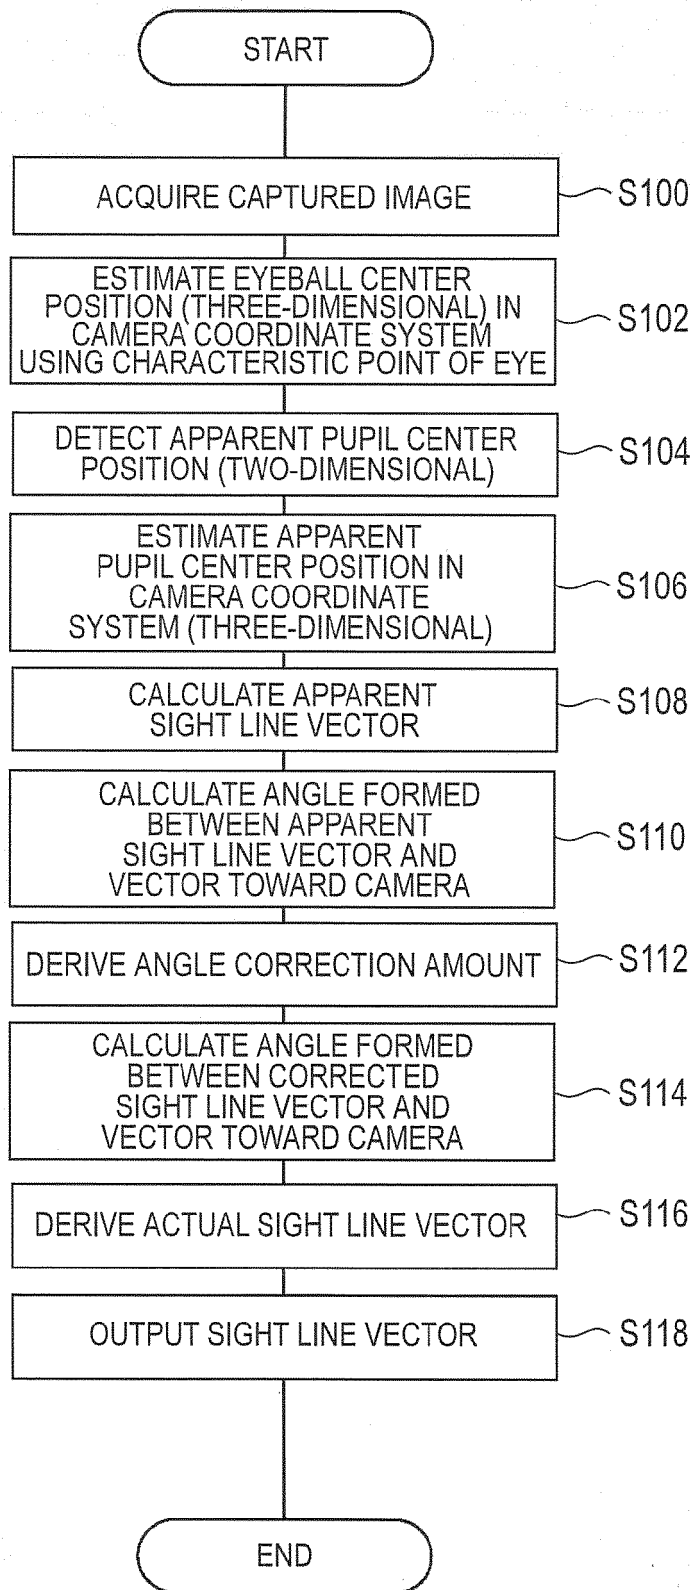 START
ACQUIRE CAPTURED IMAGE
S100
ESTIMATE EYEBALL CENTER
POSITION (THREE-DIMENSIONAL) IN
CAMERA COORDINATE SYSTEM
USING CHARACTERISTIC POINT OF EYE
S102
DETECT APPARENT PUPIL CENTER
POSITION (TWO-DIMENSIONAL)
S104
ESTIMATE APPARENT
PUPIL CENTER POSITION IN
CAMERA COORDINATE
SYSTEM (THREE-DIMENSIONAL)
S106
CALCULATE APPARENT
SIGHT LINE VECTOR
S108
CALCULATE ANGLE FORMED
BETWEEN APPARENT
SIGHT LINE VECTOR AND
VECTOR TOWARD CAMERA
S110
DERIVE ANGLE CORRECTION AMOUNT
S112
CALCULATE ANGLE FORMED
BETWEEN CORRECTED
SIGHT LINE VECTOR AND
VECTOR TOWARD CAMERA
S114
DERIVE ACTUAL SIGHT LINE VECTOR
S116
OUTPUT SIGHT LINE VECTOR
S118
END